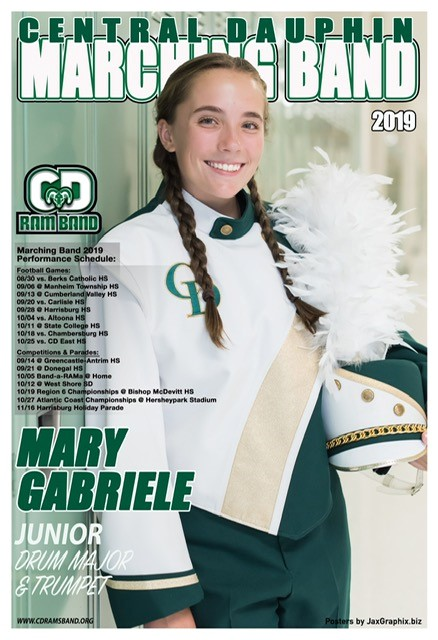 CENTRAL DAUPHIN
MARCHING BAND
2019
CD
RAM BAND
Marching Band 2019
Performance Schedule:
Football Games:
08/30 vs. Berks Catholic HS
09/06 @ Manheim Township HS
09/13 @ Cumberland Valley HS
09/20 vs. Carlisle HS
09/28 @ Harrisburg HS
10/04 vs. Altoona HS
10/11 @ State College HS
10/18 vs. Chambersburg HS
10/25 vs. CD East HS
Competitions & Parades:
09/14 @ Greencastle-Antrim HS
09/21 @ Donegal HS
10/05 Band-a-RAMa @ Home
10/12 @ West Shore SD
10/19 Region 6 Championships @ Bishop McDevitt HS
10/27 Atlantic Coast Championships @ Hersheypark Stadium
11/16 Harrisburg Holiday Parade
CD
MARY
GABRIELE
JUNIOR
DRUM MAJOR
& TRUMPET
WWW.CDRAMSBAND.ORG
Posters by JaxGraphix.biz